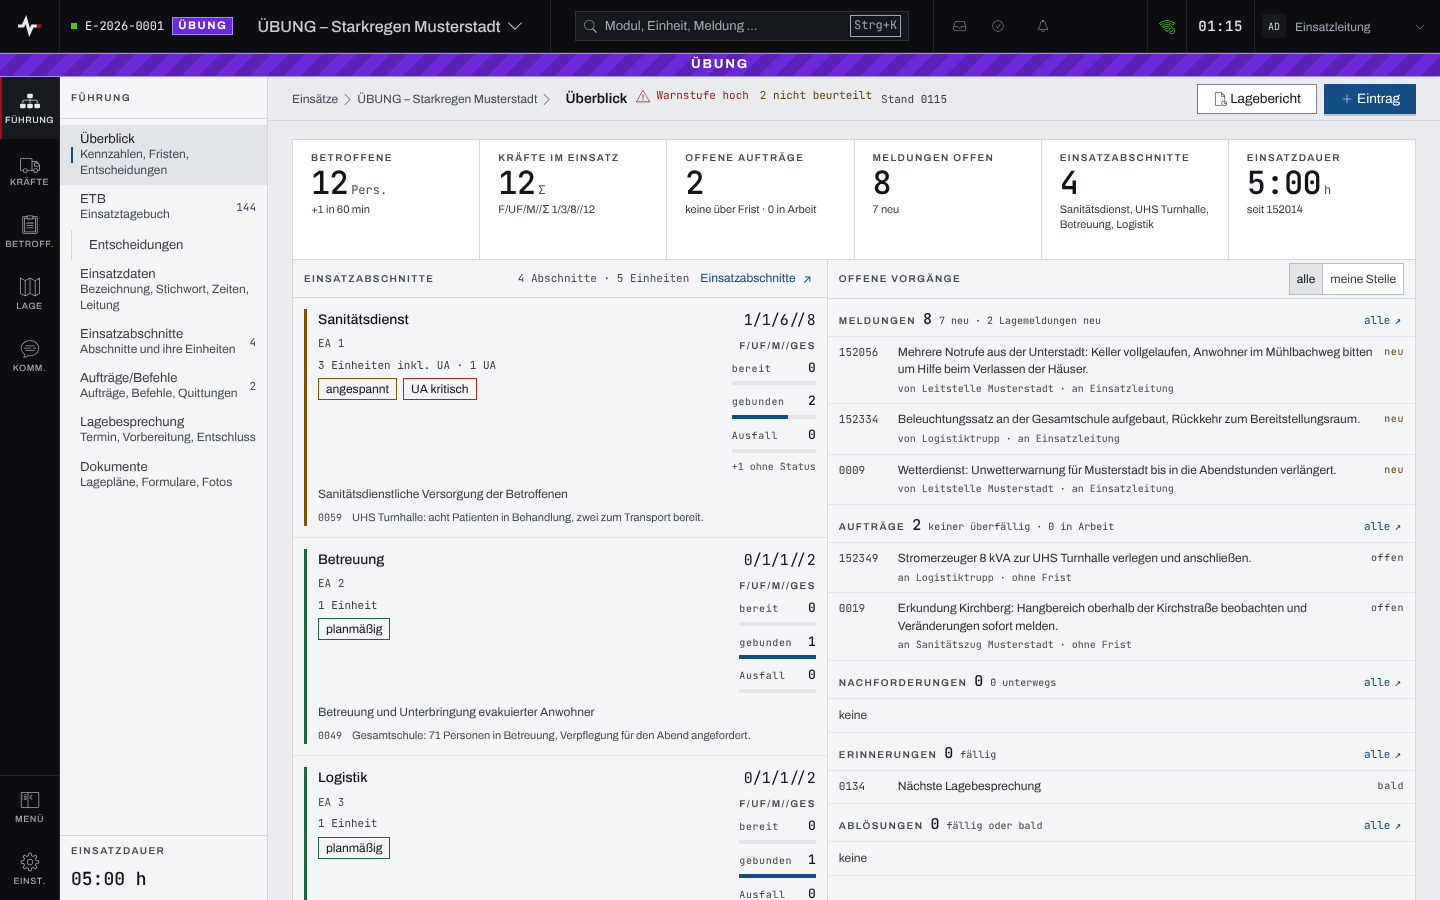 E-2026-0001 ÜBUNG ÜBUNG – Starkregen Musterstadt
Modul, Einheit, Meldung ... Strg+K
01:15 AD Einsatzleitung
ÜBUNG
FÜHRUNG
KRÄFTE
BETROFF.
LAGE
KOMM.
MENÜ
EINST.
FÜHRUNG
Überblick
Kennzahlen, Fristen,
Entscheidungen
ETB
Einsatztagebuch 144
Entscheidungen
Einsatzdaten
Bezeichnung, Stichwort, Zeiten,
Leitung
Einsatzabschnitte
Abschnitte und ihre Einheiten 4
Aufträge/Befehle
Aufträge, Befehle, Quittungen 2
Lagebesprechung
Termin, Vorbereitung, Entschluss
Dokumente
Lagepläne, Formulare, Fotos
EINSATZDAUER
05:00 h
Einsätze ÜBUNG – Starkregen Musterstadt Überblick Warnstufe hoch 2 nicht beurteilt Stand 0115
Lagebericht + Eintrag
BETROFFENE
12 Pers.
+1 in 60 min
KRÄFTE IM EINSATZ
12 Σ
F/UF/M//Σ 1/3/8//12
OFFENE AUFTRÄGE
2
keine über Frist · 0 in Arbeit
MELDUNGEN OFFEN
8
7 neu
EINSATZABSCHNITTE
4
Sanitätsdienst, UHS Turnhalle,
Betreuung, Logistik
EINSATZDAUER
5:00 h
seit 152014
EINSATZABSCHNITTE 4 Abschnitte · 5 Einheiten Einsatzabschnitte ↗
Sanitätsdienst 1/1/6//8
EA 1 F/UF/M//GES
3 Einheiten inkl. UA · 1 UA bereit 0
angespannt UA kritisch
gebunden 2
Ausfall 0
+1 ohne Status
Sanitätsdienstliche Versorgung der Betroffenen
0059 UHS Turnhalle: acht Patienten in Behandlung, zwei zum Transport bereit.
Betreuung 0/1/1//2
EA 2 F/UF/M//GES
1 Einheit bereit 0
planmäßig
gebunden 1
Ausfall 0
Betreuung und Unterbringung evakuierter Anwohner
0049 Gesamtschule: 71 Personen in Betreuung, Verpflegung für den Abend angefordert.
Logistik 0/1/1//2
EA 3 F/UF/M//GES
1 Einheit bereit 0
planmäßig
gebunden 1
Ausfall 0
OFFENE VORGÄNGE alle meine Stelle
MELDUNGEN 8 7 neu · 2 Lagemeldungen neu alle ↗
152056 Mehrere Notrufe aus der Unterstadt: Keller vollgelaufen, Anwohner im Mühlbachweg bitten neu
um Hilfe beim Verlassen der Häuser.
von Leitstelle Musterstadt · an Einsatzleitung
152334 Beleuchtungssatz an der Gesamtschule aufgebaut, Rückkehr zum Bereitstellungsraum. neu
von Logistiktrupp · an Einsatzleitung
0009 Wetterdienst: Unwetterwarnung für Musterstadt bis in die Abendstunden verlängert. neu
von Leitstelle Musterstadt · an Einsatzleitung
AUFTRÄGE 2 keiner überfällig · 0 in Arbeit alle ↗
152349 Stromerzeuger 8 kVA zur UHS Turnhalle verlegen und anschließen. offen
an Logistiktrupp · ohne Frist
0019 Erkundung Kirchberg: Hangbereich oberhalb der Kirchstraße beobachten und offen
Veränderungen sofort melden.
an Sanitätszug Musterstadt · ohne Frist
NACHFORDERUNGEN 0 0 unterwegs alle ↗
keine
ERINNERUNGEN 0 fällig alle ↗
0134 Nächste Lagebesprechung bald
ABLÖSUNGEN 0 fällig oder bald alle ↗
keine